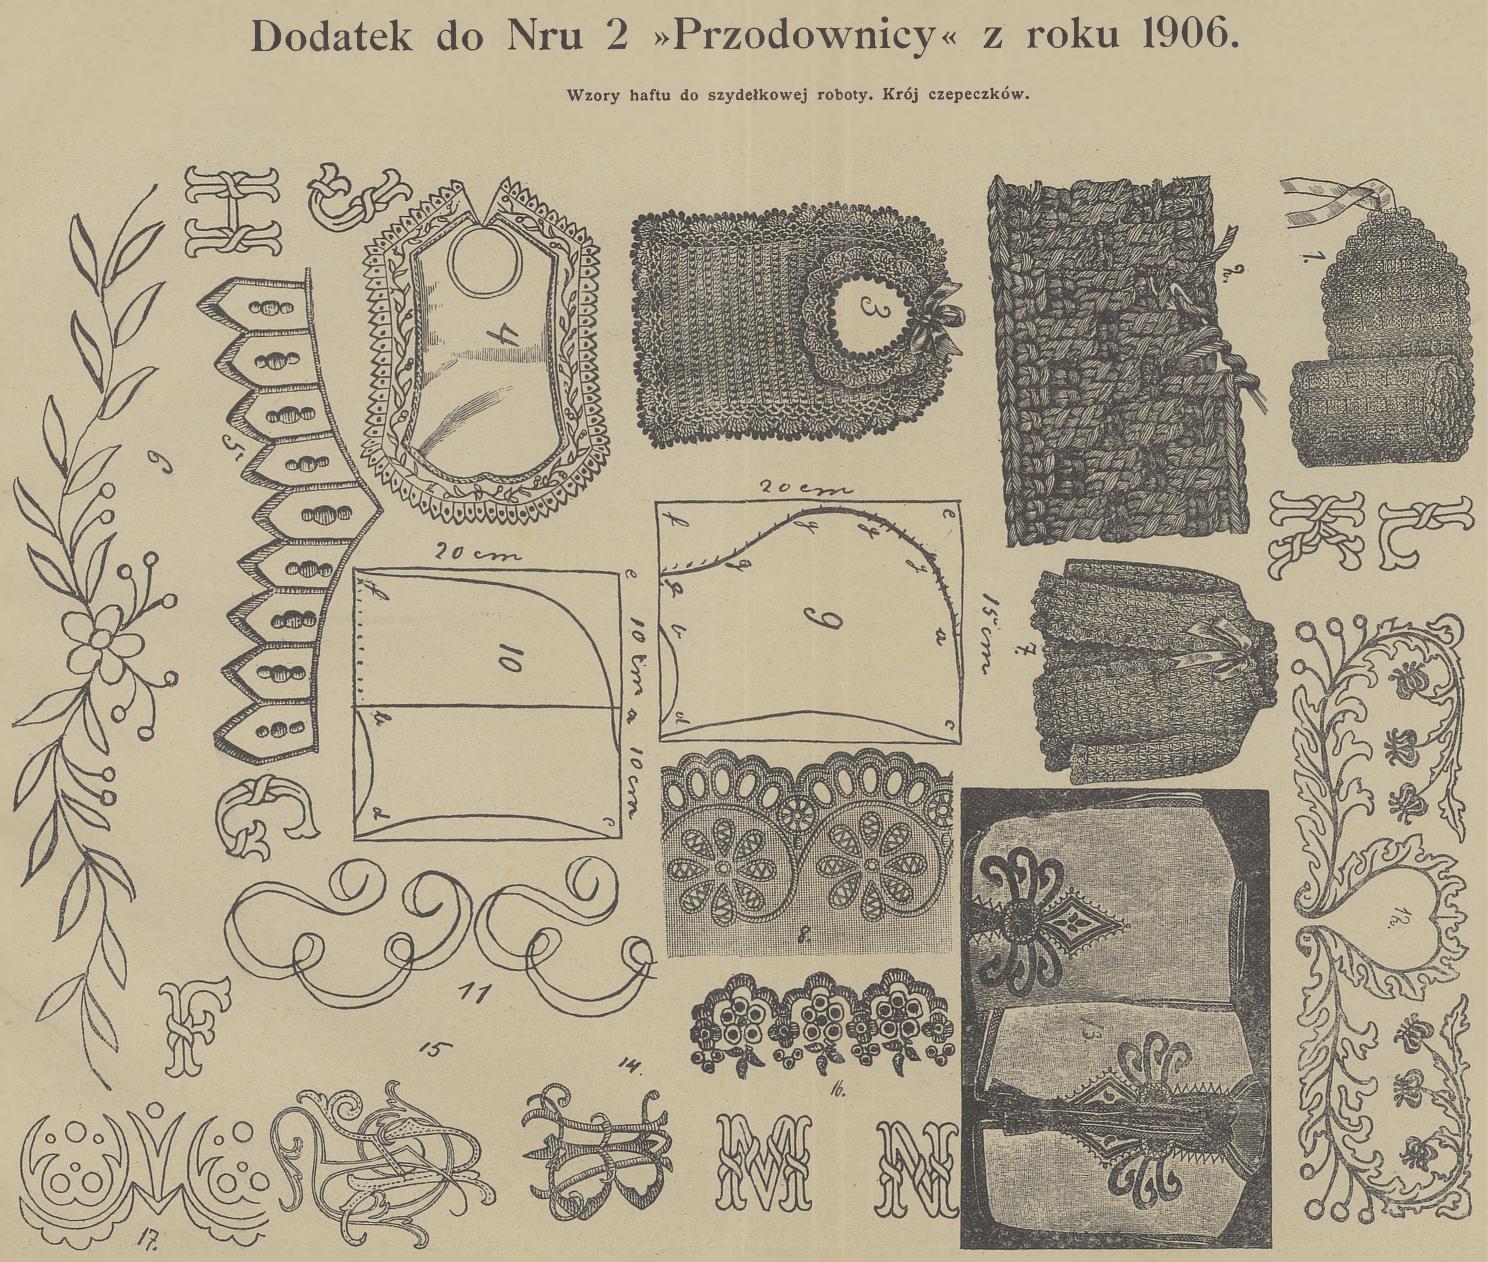 Dodatek do Nru 2 »Przodownicy« z roku 1906.
Wzory haftu do szydełkowej roboty. Krój czepeczków.
H
1.
2.
3
4
5.
6
K L
20 cm
e
f
g
g
g
g
g
b
a
d
c
9
15 cm
7.
20 cm
e
f
10
b
d
c
10 cm a 10 cm
G
8.
11
12.
13
F
14.
15
16.
M N
17.